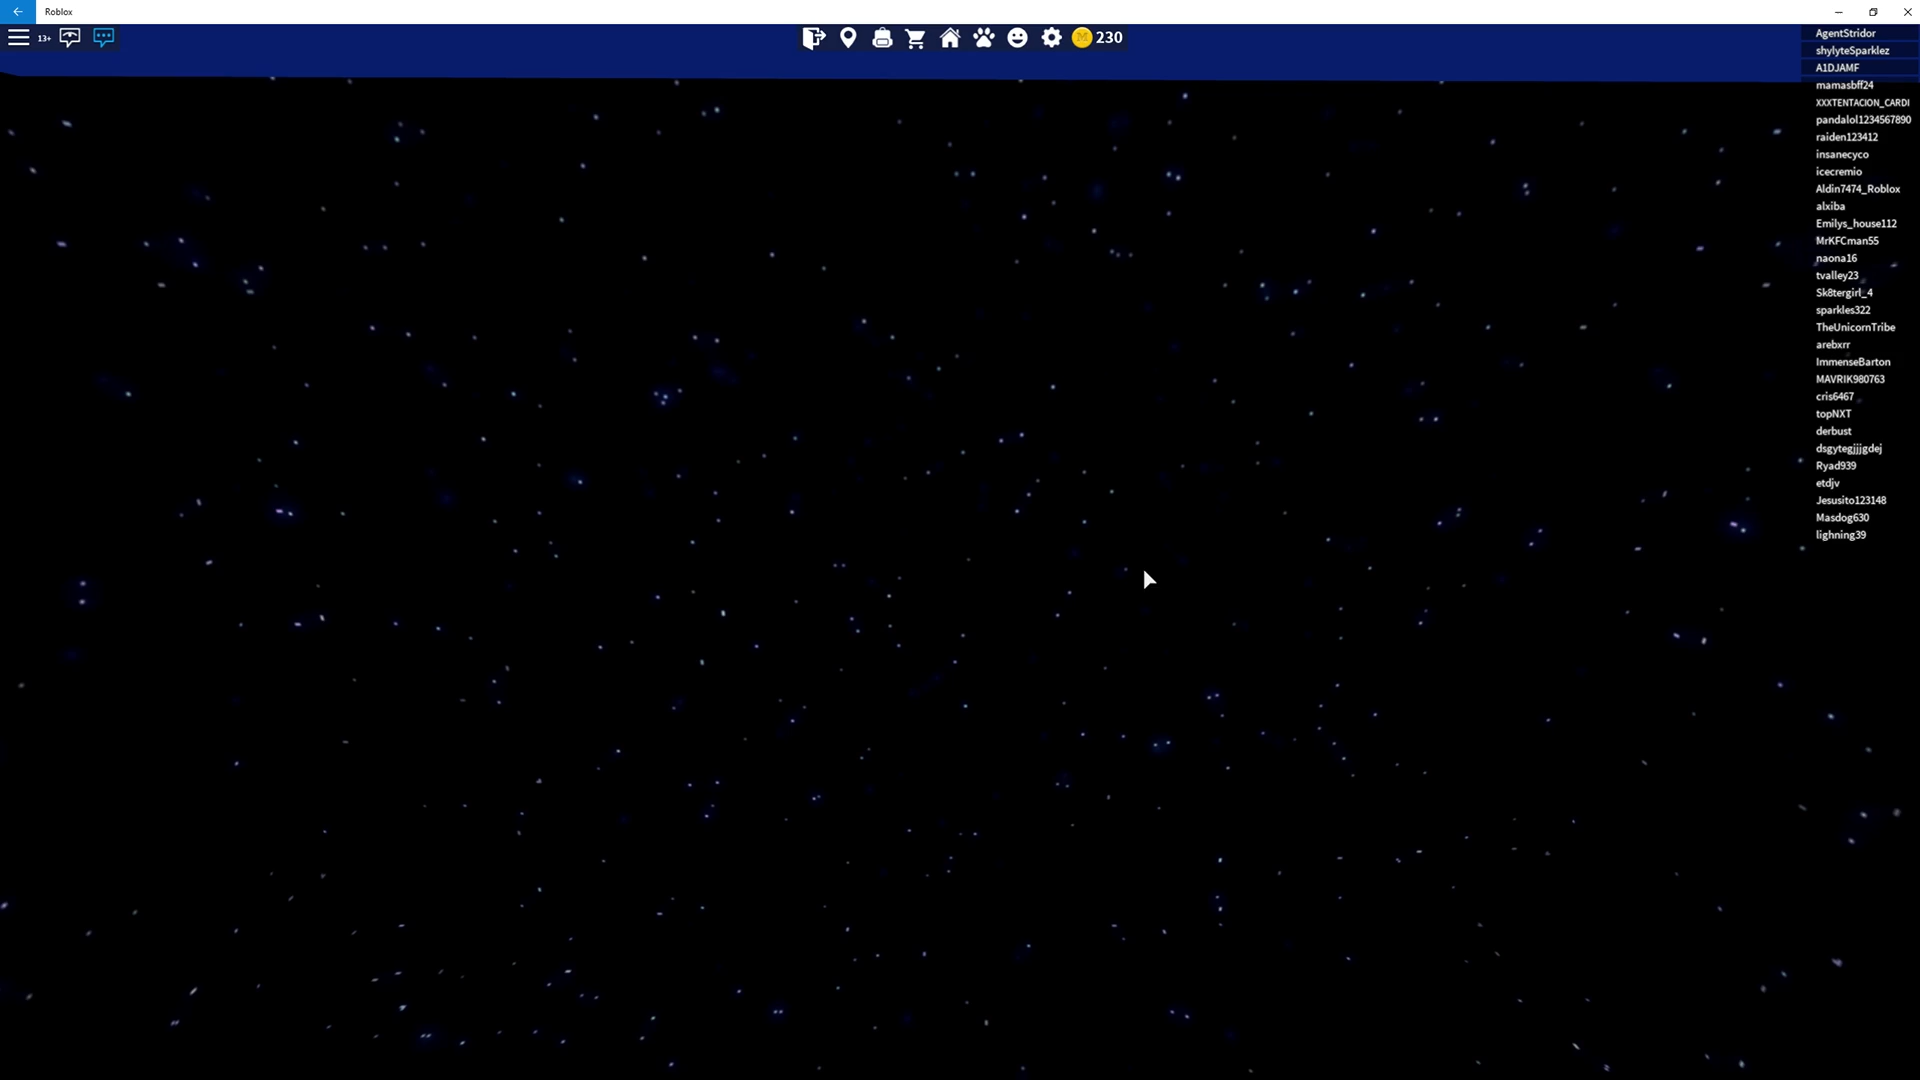 Roblox
13+
230
AgentStridor
shylyteSparklez
A1DJAMF
mamasbff24
XXXTENTACION_CARDI
pandalol1234567890
raiden123412
insanecyco
icecremio
Aldin7474_Roblox
alxiba
Emilys_house112
MrKFCman55
naona16
tvalley23
Sk8tergirl_4
sparkles322
TheUnicornTribe
arebxrr
ImmenseBarton
MAVRIK980763
cris6467
topNXT
derbust
dsgytegjjjgdej
Ryad939
etdjv
Jesusito123148
Masdog630
lighning39